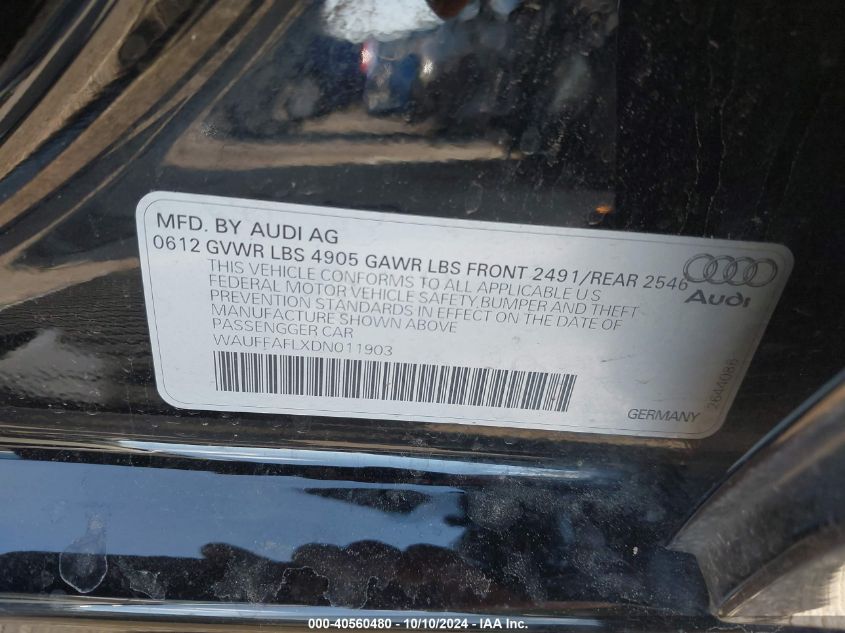 MFD. BY AUDI AG
0612 GVWR LBS 4905 GAWR LBS FRONT 2491/REAR 2546
THIS VEHICLE CONFORMS TO ALL APPLICABLE U S
FEDERAL MOTOR VEHICLE SAFETY,BUMPER AND THEFT
PREVENTION STANDARDS IN EFFECT ON THE DATE OF
MANUFACTURE SHOWN ABOVE
PASSENGGER CAR
WAUFFAFLXDN011903
Audi
GERMANY
2644086
000-40560480 - 10/10/2024 - IAA Inc.